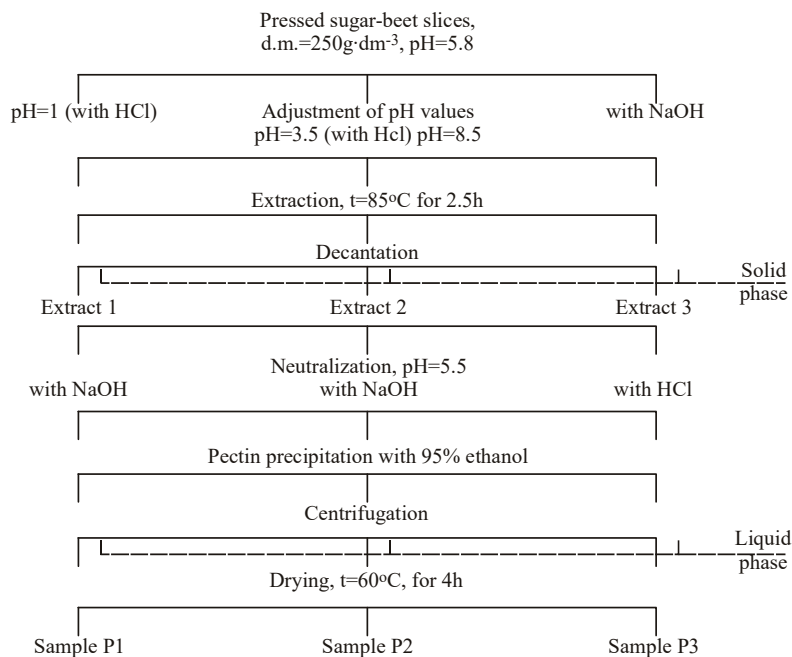 Pressed sugar-beet slices,
d.m.=250g·dm⁻³, pH=5.8
pH=1 (with HCl)
Adjustment of pH values
with NaOH
pH=3.5 (with Hcl) pH=8.5
Extraction, t=85°C for 2.5h
Decantation
Solid
phase
Extract 1
Extract 2
Extract 3
Neutralization, pH=5.5
with NaOH
with NaOH
with HCl
Pectin precipitation with 95% ethanol
Centrifugation
Liquid
phase
Drying, t=60°C, for 4h
Sample P1
Sample P2
Sample P3